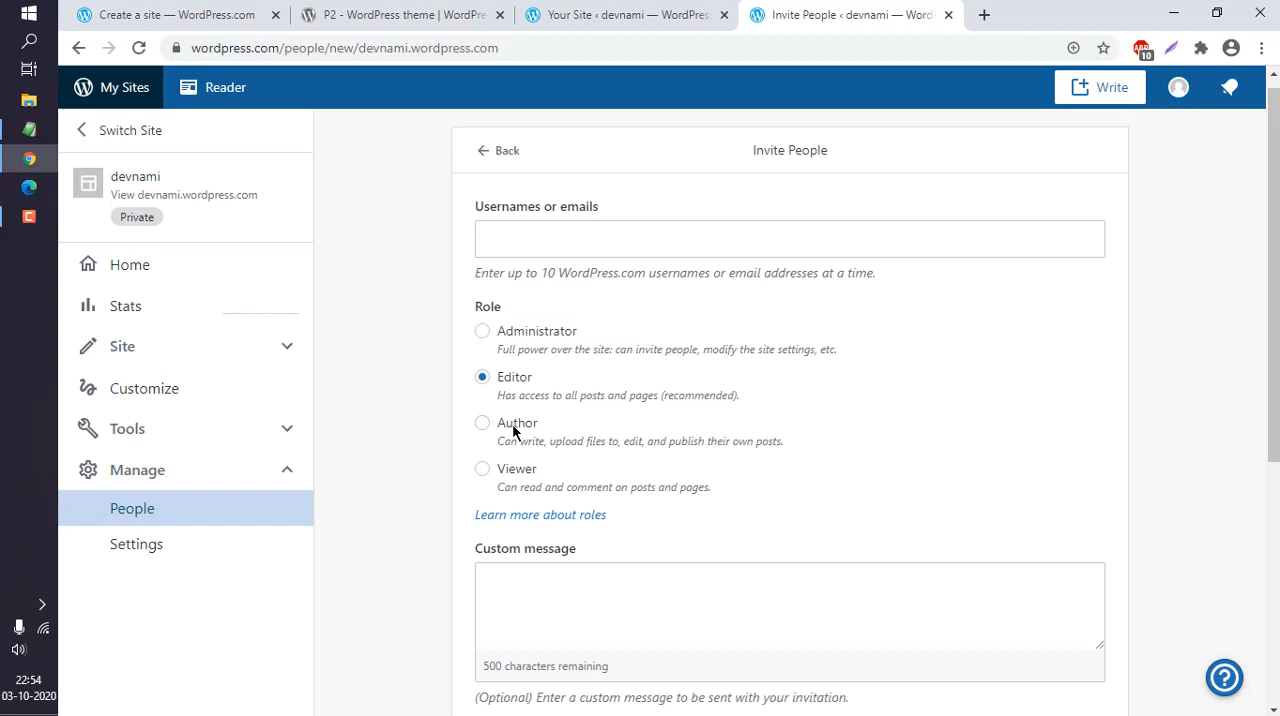 Create a site — WordPress.com
P2 - WordPress theme | WordPre
Your Site ‹ devnami — WordPress
Invite People ‹ devnami — Word
wordpress.com/people/new/devnami.wordpress.com
ABP
10
My Sites
Reader
Write
Switch Site
devnami
View devnami.wordpress.com
Private
Home
Stats
Site
Customize
Tools
Manage
People
Settings
Back
Invite People
Usernames or emails
Enter up to 10 WordPress.com usernames or email addresses at a time.
Role
Administrator
Full power over the site: can invite people, modify the site settings, etc.
Editor
Has access to all posts and pages (recommended).
Author
Can write, upload files to, edit, and publish their own posts.
Viewer
Can read and comment on posts and pages.
Learn more about roles
Custom message
500 characters remaining
(Optional) Enter a custom message to be sent with your invitation.
22:54
03-10-2020